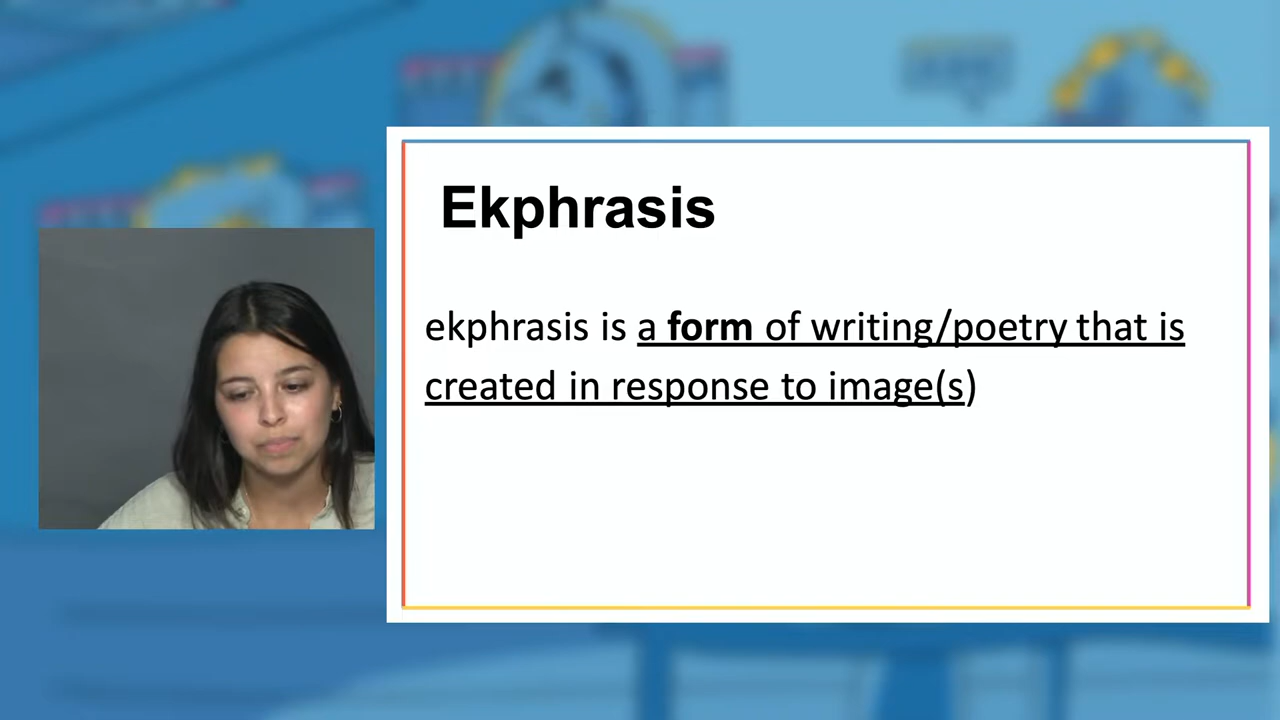 Ekphrasis
ekphrasis is a form of writing/poetry that is
created in response to image(s)